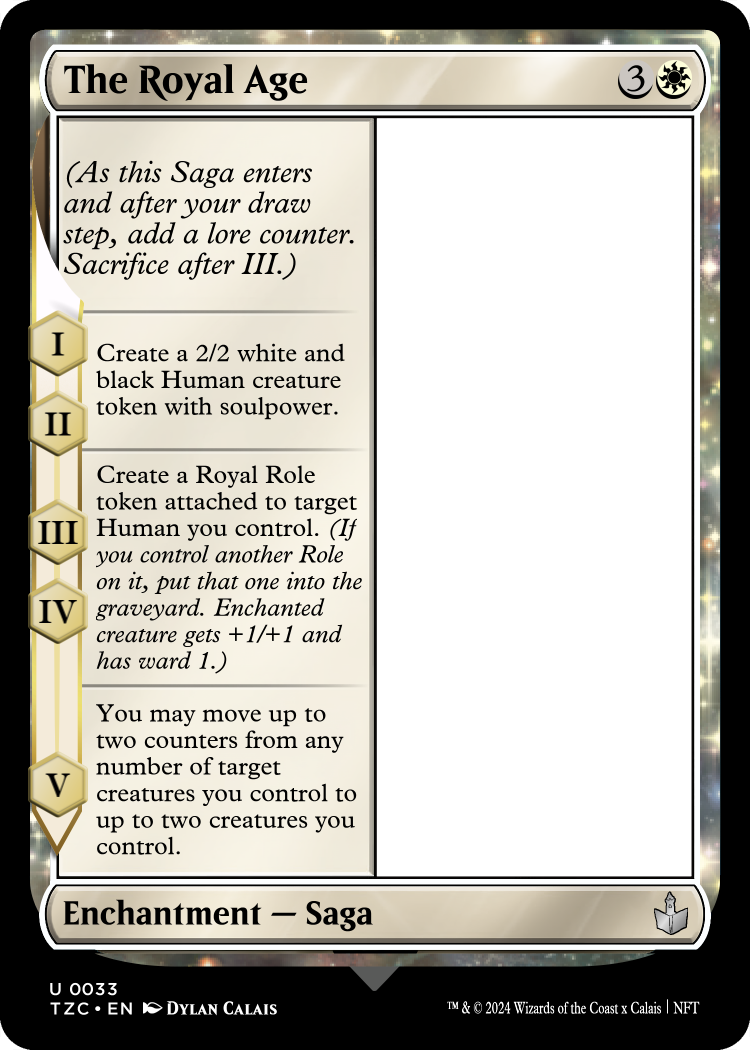 The Royal Age
3
(As this Saga enters
and after your draw
step, add a lore counter.
Sacrifice after III.)
I
Create a 2/2 white and
black Human creature
token with soulpower.
II
Create a Royal Role
token attached to target
Human you control. (If
you control another Role
on it, put that one into the
graveyard. Enchanted
creature gets +1/+1 and
has ward 1.)
III
IV
You may move up to
two counters from any
number of target
creatures you control to
up to two creatures you
control.
V
Enchantment — Saga
U 0033
TZC • EN Dylan Calais
™ & © 2024 Wizards of the Coast x Calais | NFT